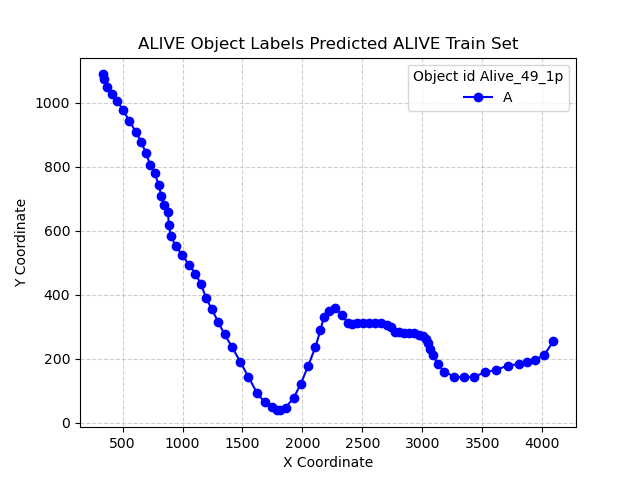 ALIVE Object Labels Predicted ALIVE Train Set
Object id Alive_49_1p
A
Y Coordinate
1000
800
600
400
200
0
500 1000 1500 2000 2500 3000 3500 4000
X Coordinate